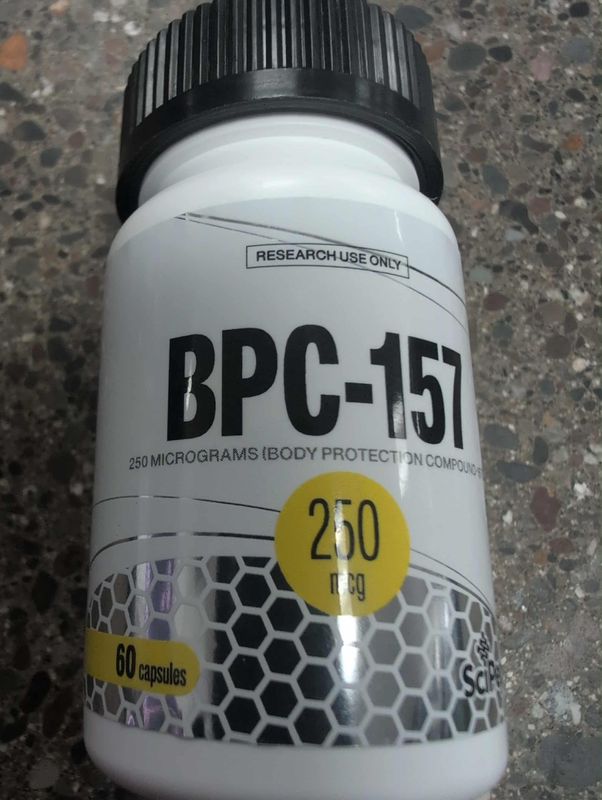 RESEARCH USE ONLY
BPC-157
250 MICROGRAMS (BODY PROTECTION COMPOUND
250
mcg
60 capsules